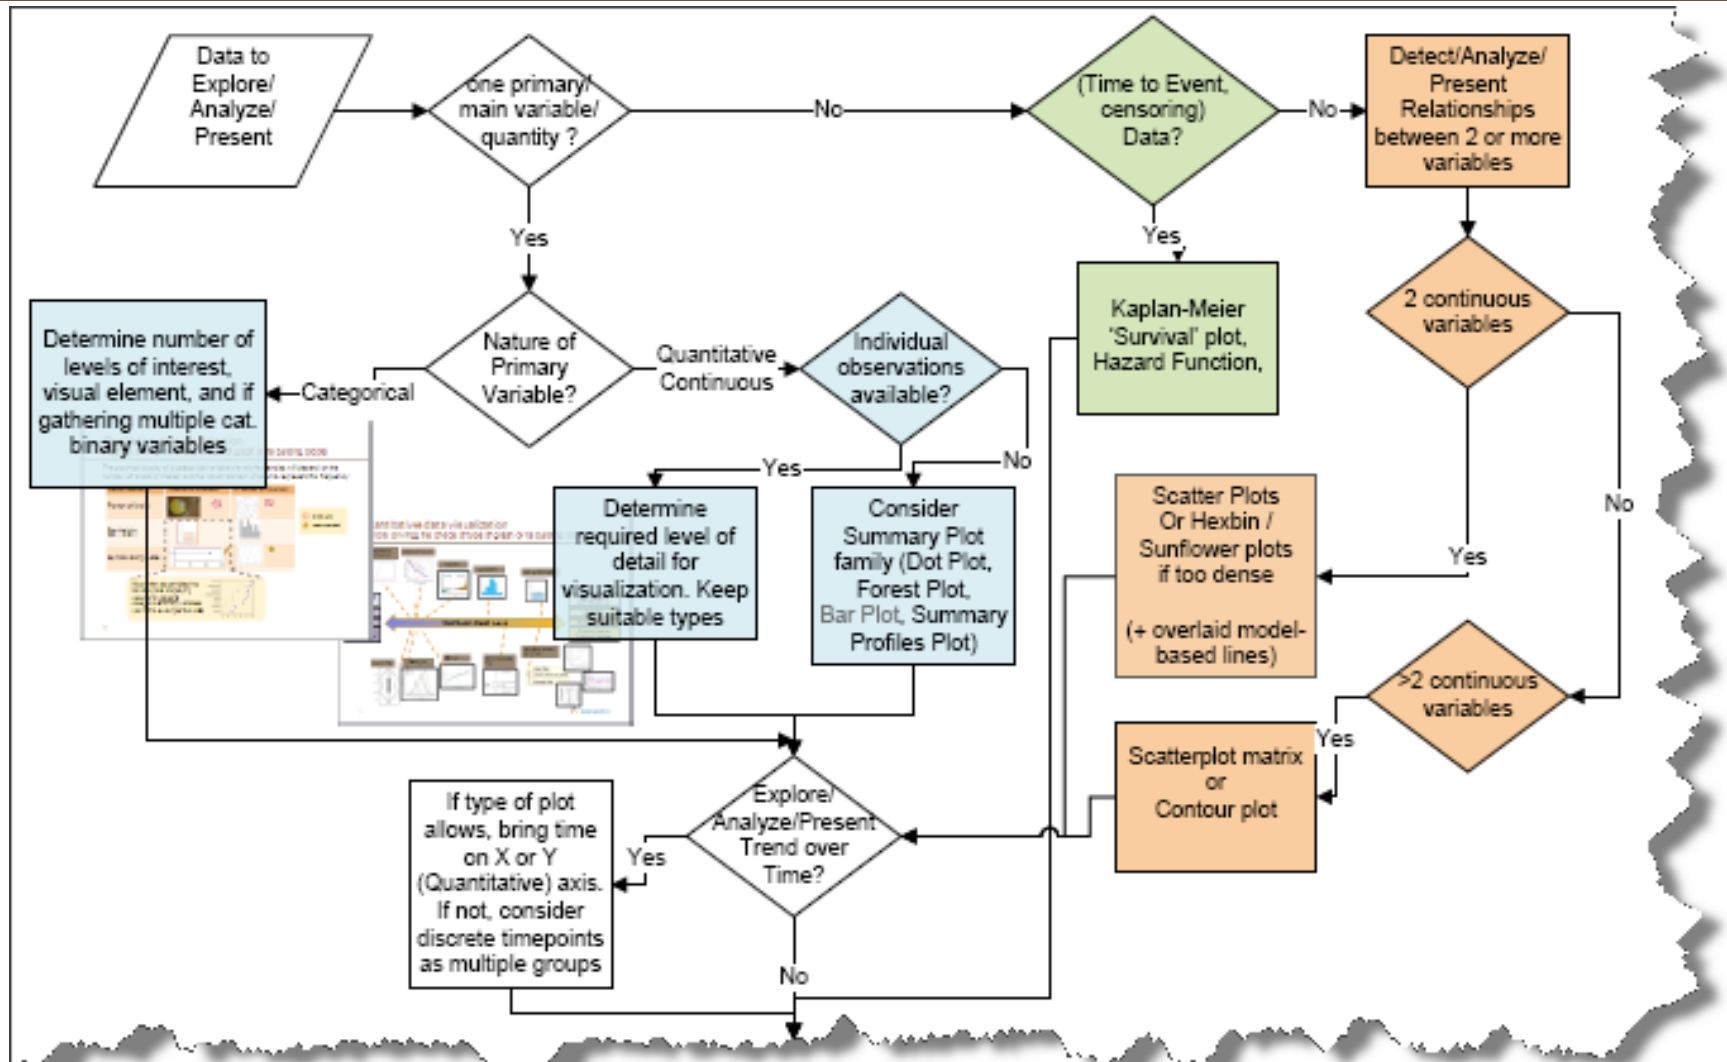 Data to
Explore/
Analyze/
Present
one primary/
main variable/
quantity ?
No
(Time to Event,
censoring)
Data?
No
Detect/Analyze/
Present
Relationships
between 2 or more
variables
Yes
Yes
Determine number of
levels of interest,
visual element, and if
gathering multiple cat.
binary variables
Categorical
Nature of
Primary
Variable?
Quantitative
Continuous
Individual
observations
available?
Kaplan-Meier
'Survival' plot,
Hazard Function,
2 continuous
variables
Yes
No
No
Yes
Determine
required level of
detail for
visualization. Keep
suitable types
Consider
Summary Plot
family (Dot Plot,
Forest Plot,
Bar Plot, Summary
Profiles Plot)
Scatter Plots
Or Hexbin /
Sunflower plots
if too dense
(+ overlaid model-
based lines)
>2 continuous
variables
Yes
Scatterplot matrix
or
Contour plot
Explore/
Analyze/Present
Trend over
Time?
Yes
If type of plot
allows, bring time
on X or Y
(Quantitative) axis.
If not, consider
discrete timepoints
as multiple groups
No
antitative data visualization